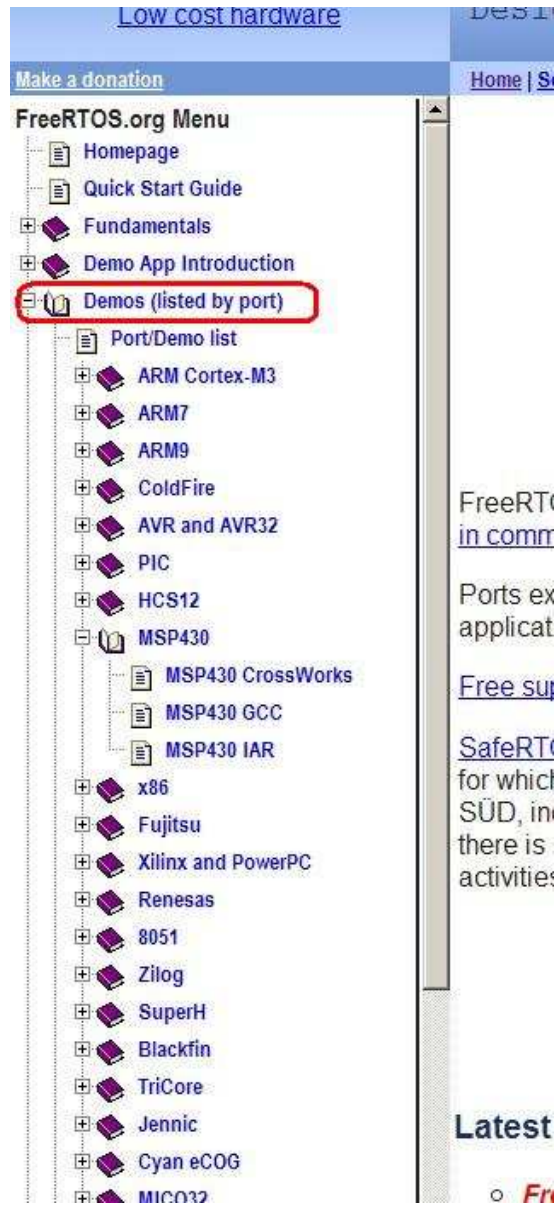 Low cost hardware
Make a donation
Home |
FreeRTOS.org Menu
Homepage
Quick Start Guide
Fundamentals
Demo App Introduction
Demos (listed by port)
Port/Demo list
ARM Cortex-M3
ARM7
ARM9
ColdFire
AVR and AVR32
PIC
HCS12
MSP430
MSP430 CrossWorks
MSP430 GCC
MSP430 IAR
x86
Fujitsu
Xilinx and PowerPC
Renesas
8051
Zilog
SuperH
Blackfin
TriCore
Jennic
Cyan eCOG
MICO32
FreeRTO
in comm
Ports ex
applicat
Free sup
SafeRTO
for which
SÜD, inc
there is
activities
Latest
Fre